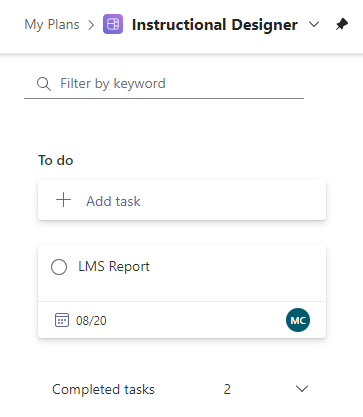 My Plans > Instructional Designer
Filter by keyword
To do
Add task
LMS Report
08/20 MC
Completed tasks 2